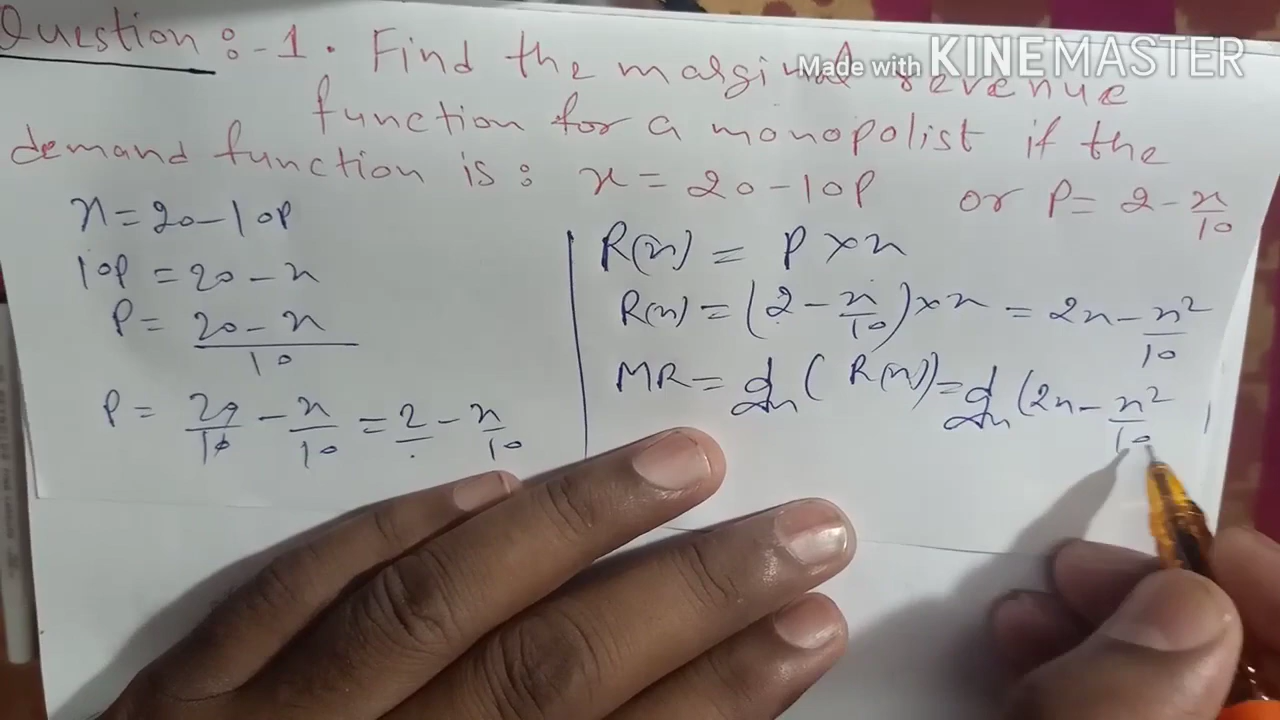 Question :- 1. Find the marginal revenue
function for a monopolist if the
demand function is : x = 20 - 10P or P = 2 - x/10
x = 20 - 10P
10P = 20 - x
P = 20 - x / 10
P = 20/10 - x/10 = 2 - x/10
R(x) = P × x
R(x) = (2 - x/10) × x = 2x - x²/10
MR = d/dx (R(x)) = d/dx (2x - x²/10
Made with KINEMASTER